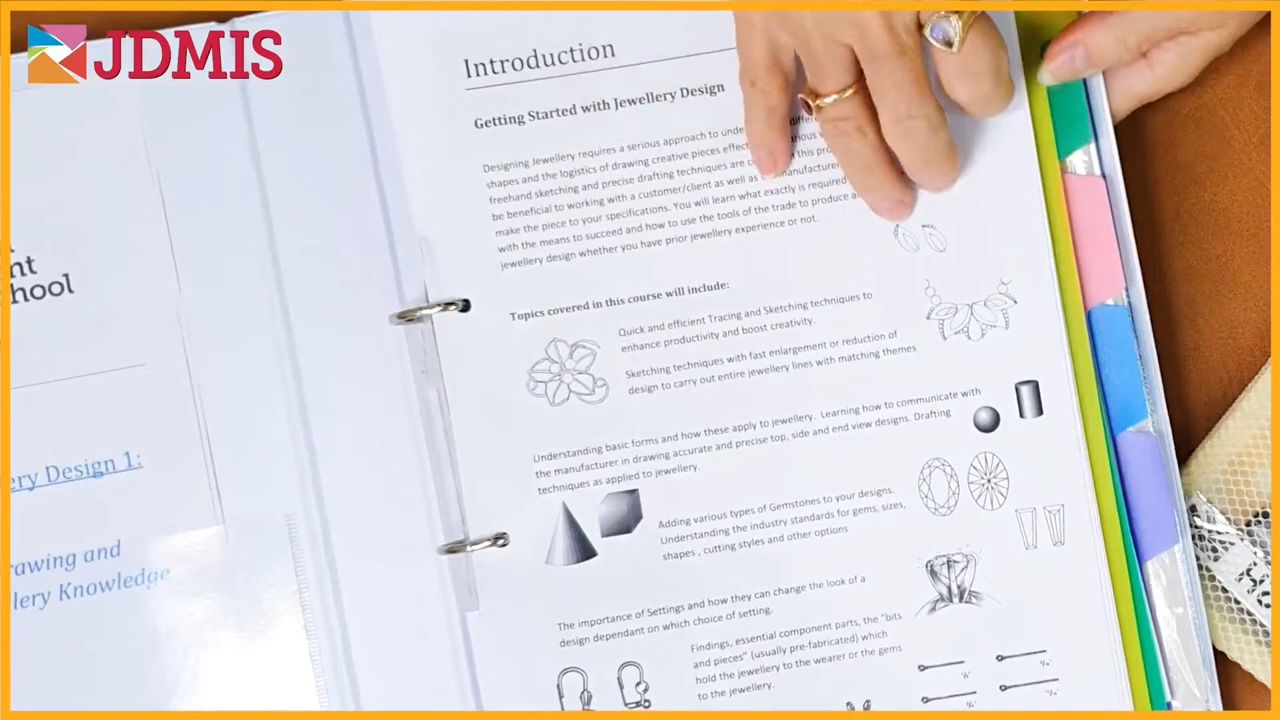 JDMIS
nt
hool
ery Design 1:
awing and
llery Knowledge
Introduction
Getting Started with Jewellery Design
Designing Jewellery requires a serious approach to
shapes and the logistics of drawing creative pieces
freehand sketching and precise drafting techniques are
be beneficial to working with a customer/client as well as manufacturer
make the piece to your specifications. You will learn what exactly is required
with the means to succeed and how to use the tools of the trade to produce
jewellery design whether you have prior jewellery experience or not.
Topics covered in this course will include:
Quick and efficient Tracing and Sketching techniques to
enhance productivity and boost creativity.
Sketching techniques with fast enlargement or reduction of
design to carry out entire jewellery lines with matching themes
Understanding basic forms and how these apply to jewellery. Learning how to communicate with
the manufacturer in drawing accurate and precise top, side and end view designs. Drafting
techniques as applied to jewellery.
Adding various types of Gemstones to your designs.
Understanding the industry standards for gems, sizes,
shapes , cutting styles and other options
The importance of Settings and how they can change the look of a
design dependant on which choice of setting.
Findings, essential component parts, the "bits
and pieces" (usually pre-fabricated) which
hold the jewellery to the wearer or the gems
to the jewellery.